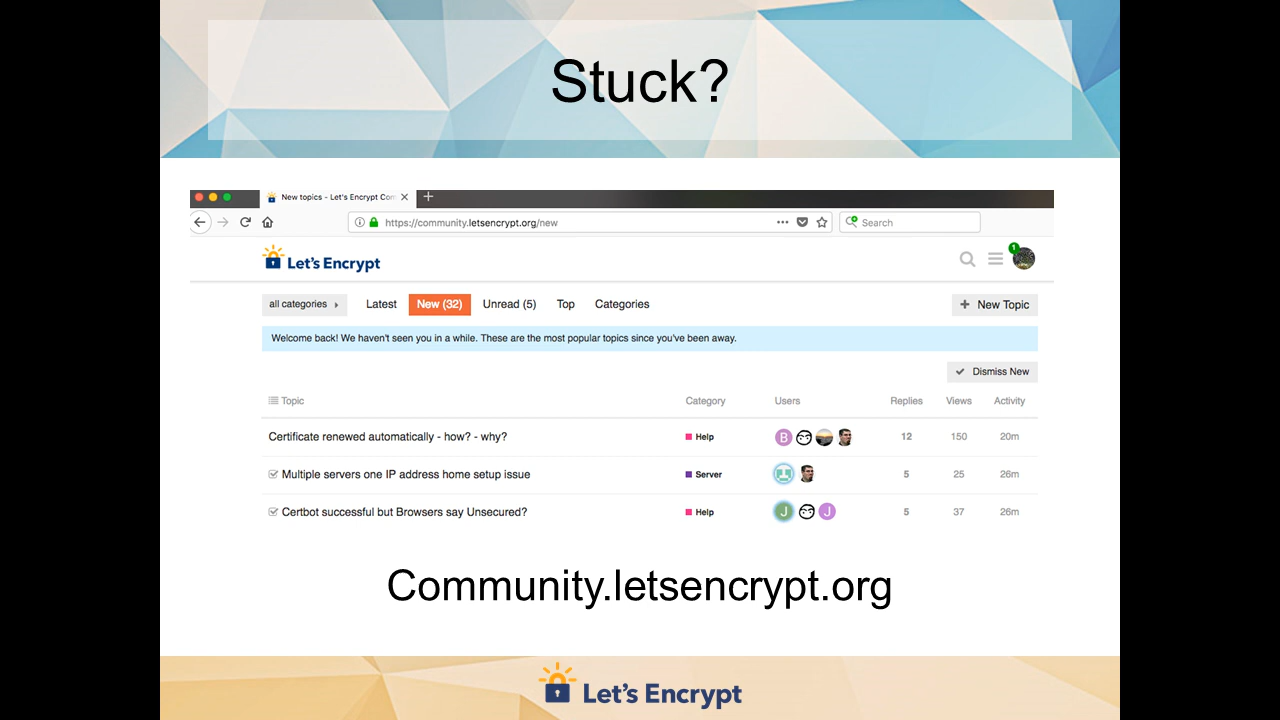 Stuck?
New topics - Let's Encrypt Com
https://community.letsencrypt.org/new
Search
Let's Encrypt
1
all categories
Latest
New (32)
Unread (5)
Top
Categories
+ New Topic
Welcome back! We haven't seen you in a while. These are the most popular topics since you've been away.
Dismiss New
Topic Category Users Replies Views Activity
Certificate renewed automatically - how? - why? Help B 12 150 20m
Multiple servers one IP address home setup issue Server 5 25 26m
Certbot successful but Browsers say Unsecured? Help J J 5 37 26m
Community.letsencrypt.org
Let's Encrypt